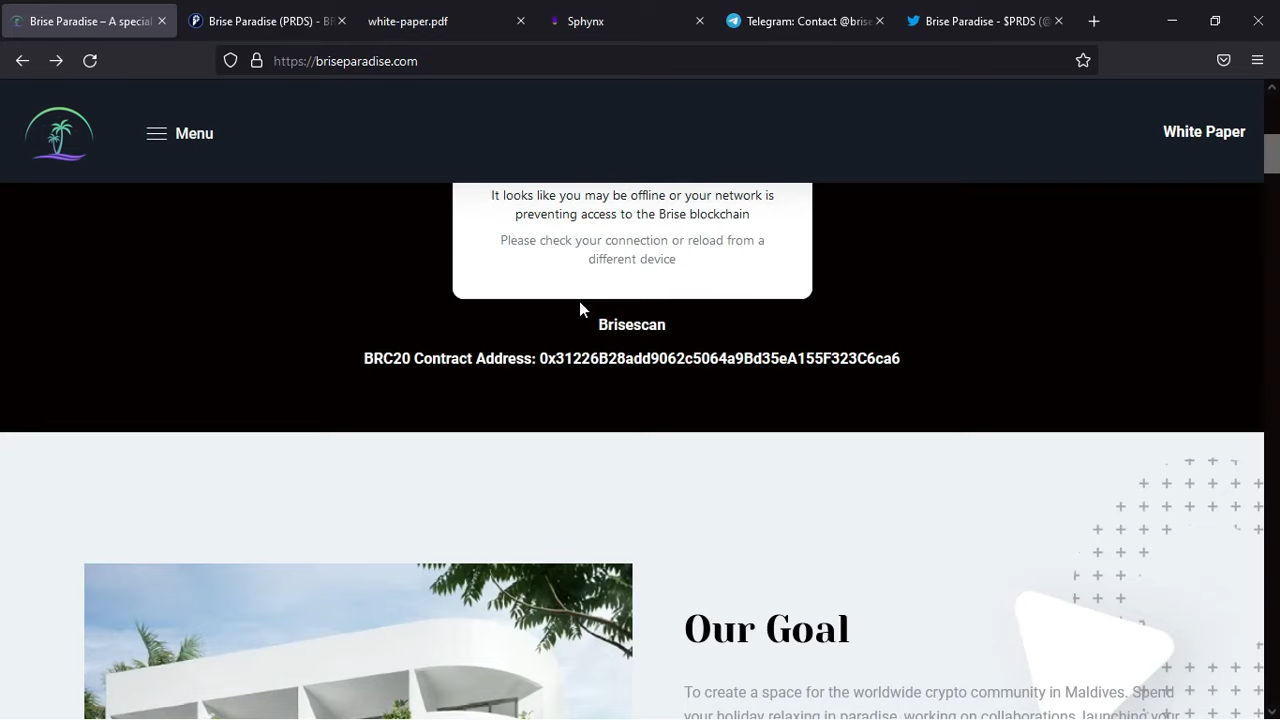 Brise Paradise – A special
Brise Paradise (PRDS) - BR
white-paper.pdf
Sphynx
Telegram: Contact @brise
Brise Paradise - $PRDS (@
https://briseparadise.com
Menu
White Paper
It looks like you may be offline or your network is
preventing access to the Brise blockchain
Please check your connection or reload from a
different device
Brisescan
BRC20 Contract Address: 0x31226B28add9062c5064a9Bd35eA155F323C6ca6
Our Goal
To create a space for the worldwide crypto community in Maldives. Spend
your holiday relaxing in paradise, working on collaborations, launching your